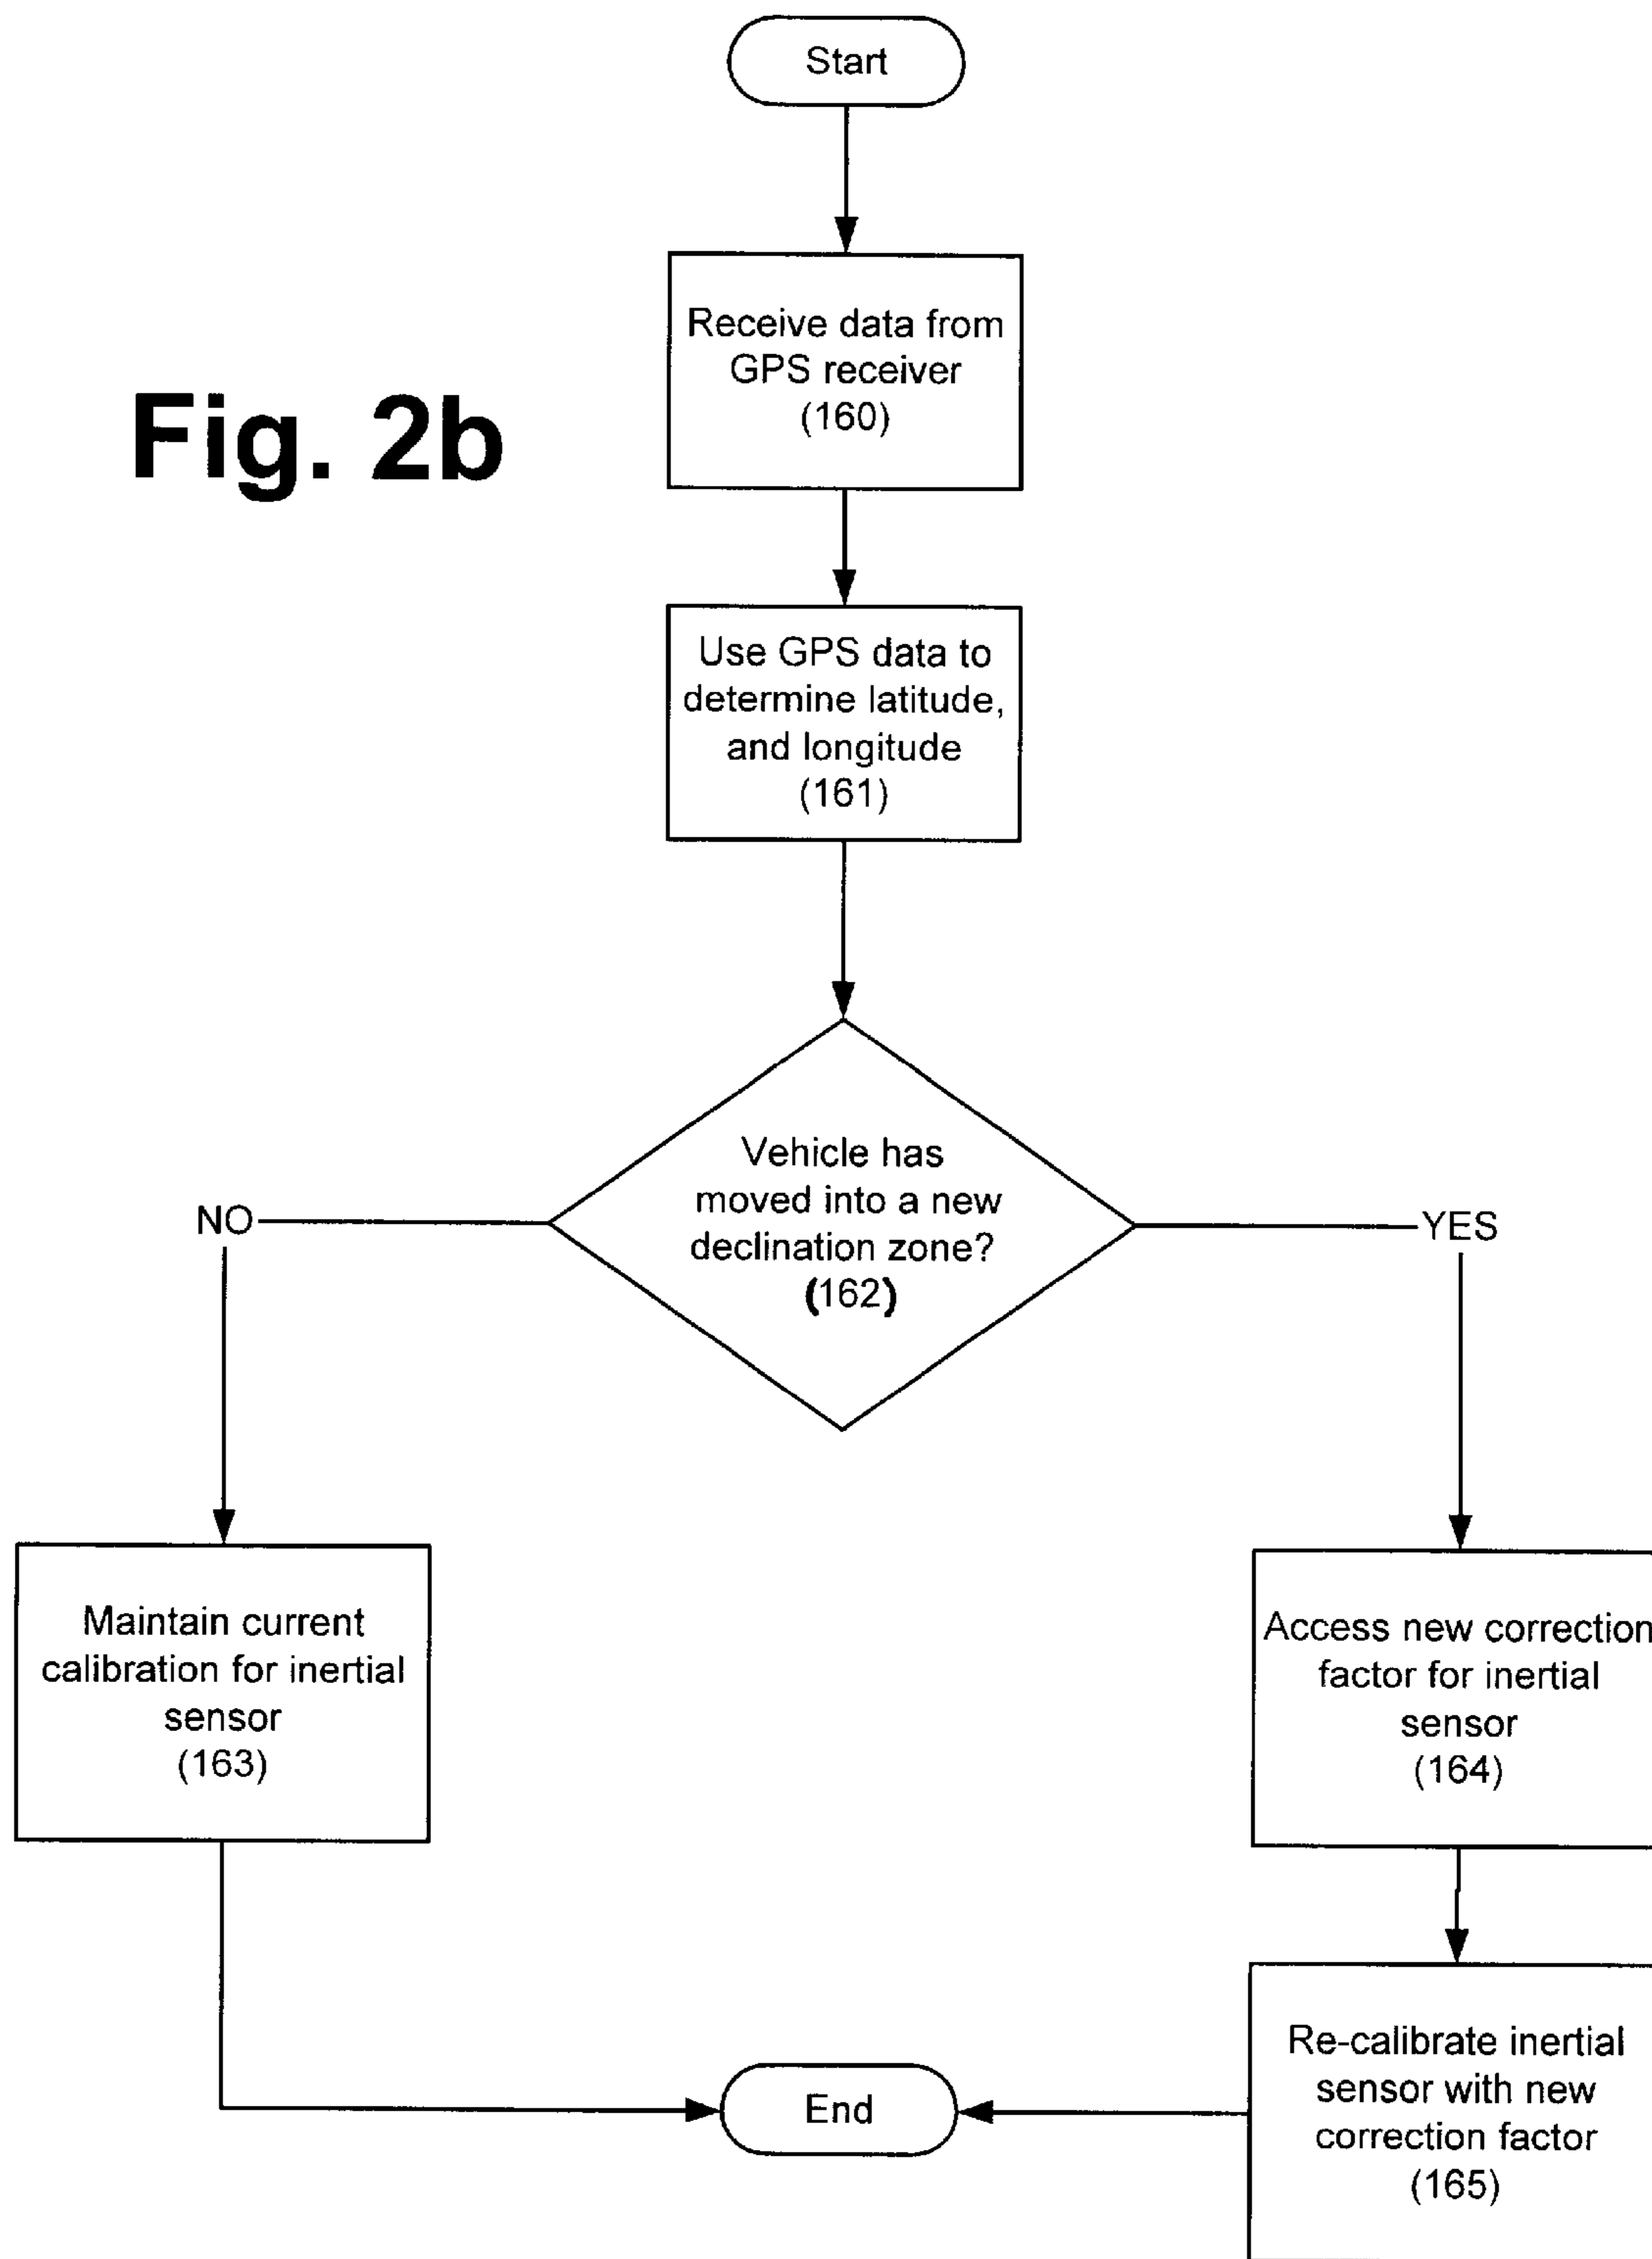 Start
Receive data from
GPS receiver
(160)
Fig. 2b
Use GPS data to
determine latitude,
and longitude
(161)
Vehicle has
moved into a new
declination zone?
(162)
NO
YES
Maintain current
calibration for inertial
sensor
(163)
Access new correction
factor for inertial
sensor
(164)
Re-calibrate inertial
sensor with new
correction factor
(165)
End